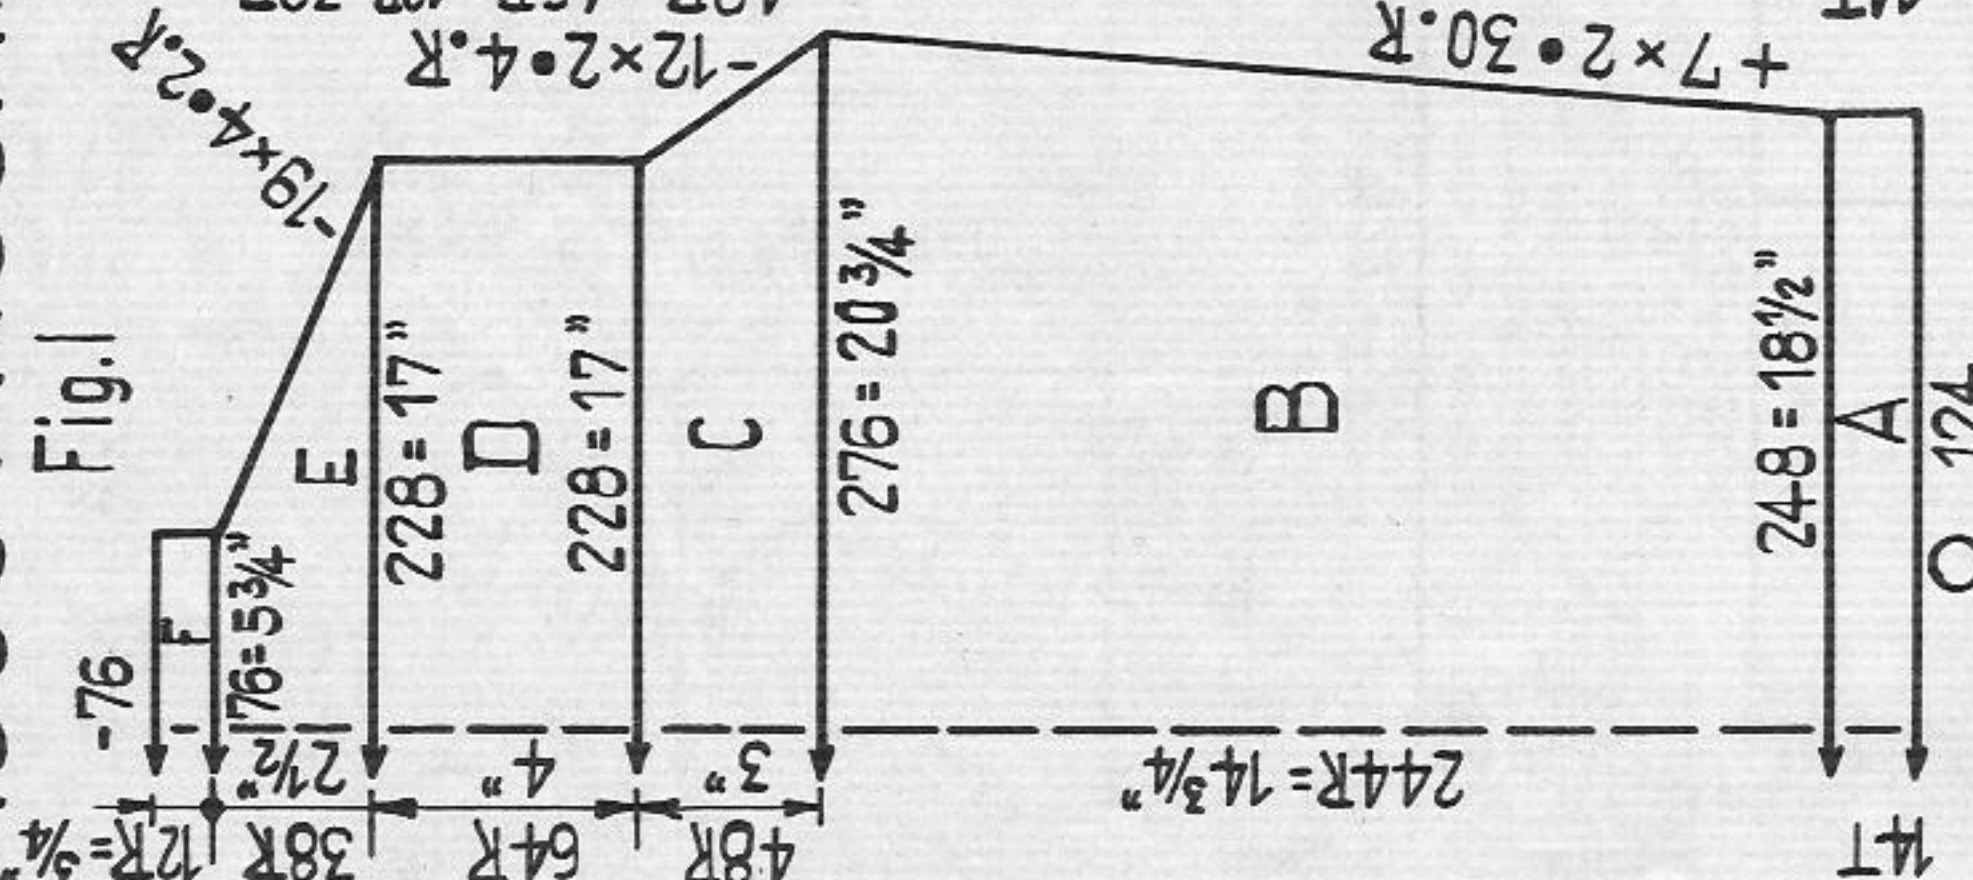 Fig.1
-19×4•2.R
-12×2•4.R
+7×2•30.R
-76
F
76=5¾"
E
228=17"
D
228=17"
C
276=20¾"
B
248=18½"
A
O 124
12R=¾"
38R
2½"
64R
4"
48R
3"
244R=14¾"
14T